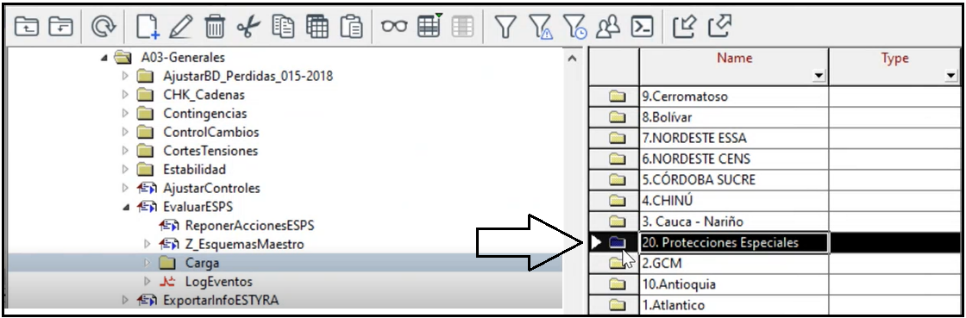 A03-Generales
AjustarBD_Perdidas_015-2018
CHK_Cadenas
Contingencias
ControlCambios
CortesTensiones
Estabilidad
AjustarControles
EvaluarESPS
ReponerAccionesESPS
Z_EsquemasMaestro
Carga
LogEventos
ExportarInfoESTYRA
Name Type
9.Cerromatoso
8.Bolívar
7.NORDESTE ESSA
6.NORDESTE CENS
5.CÓRDOBA SUCRE
4.CHINÚ
3. Cauca - Nariño
20. Protecciones Especiales
2.GCM
10.Antioquia
1.Atlantico